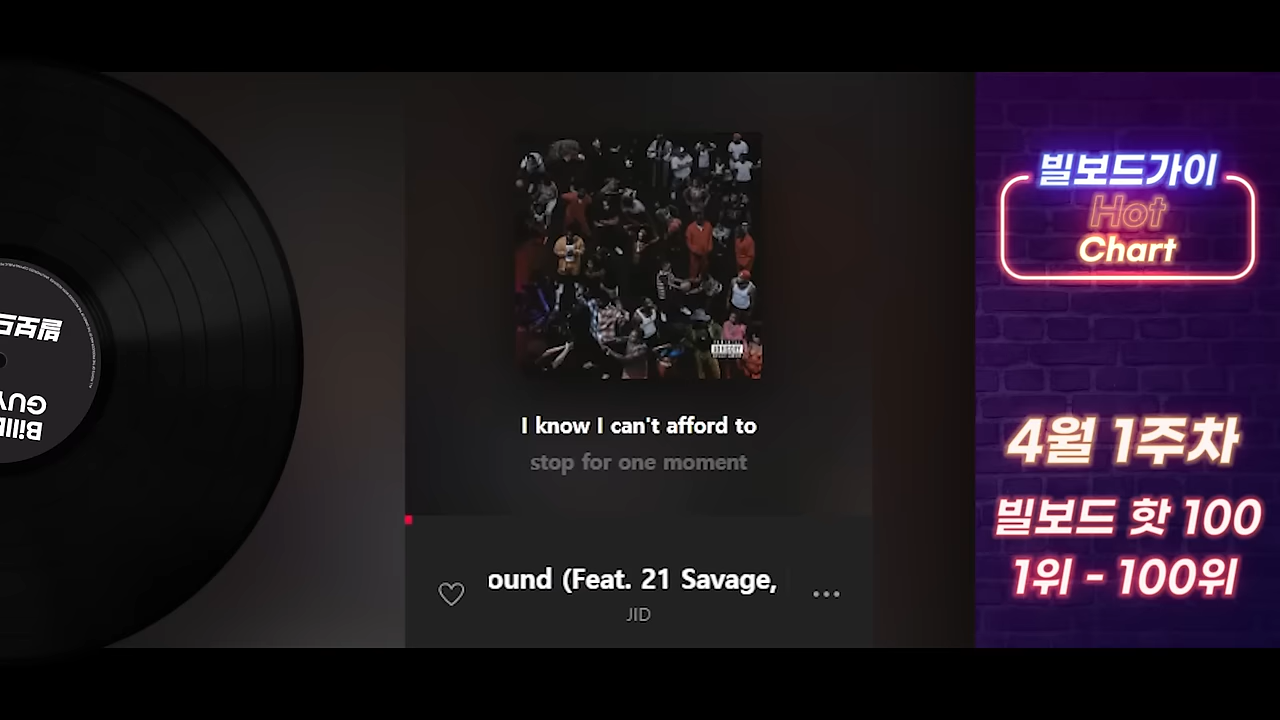 빌보드가이
Hot
Chart
I know I can't afford to
stop for one moment
ound (Feat. 21 Savage,
JID
4월 1주차
빌보드 핫 100
1위 - 100위